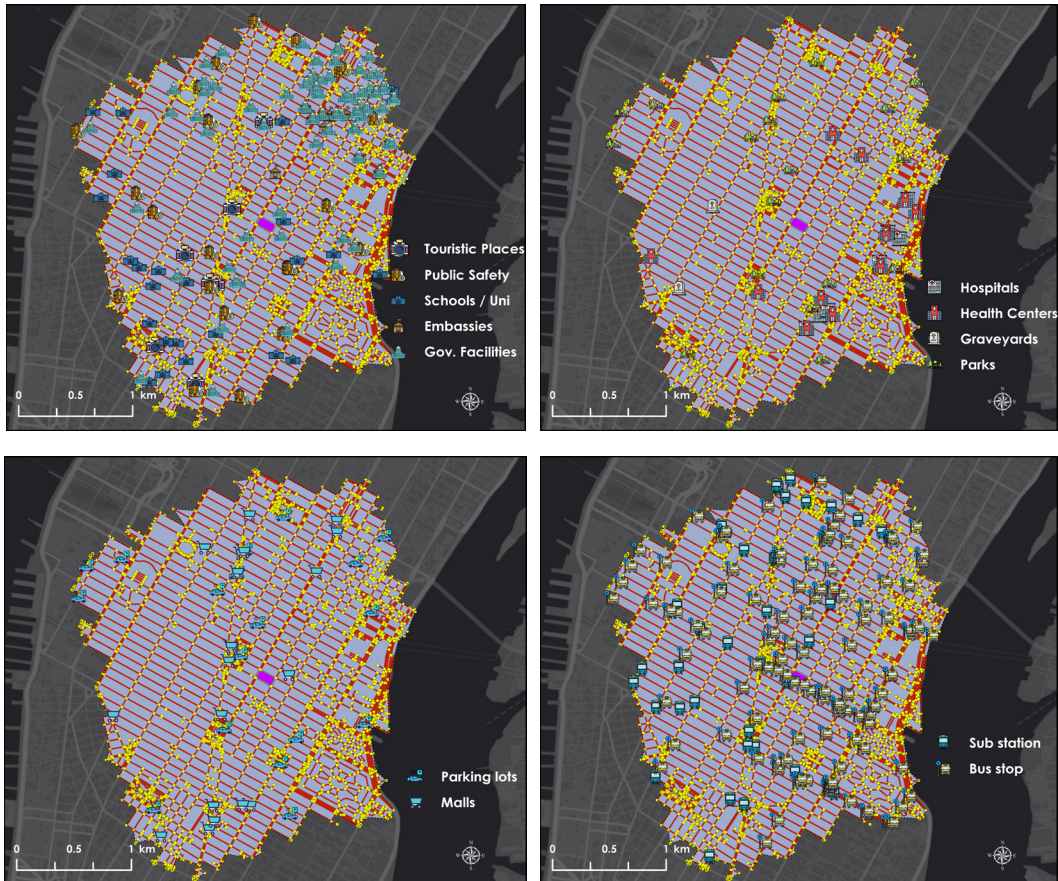 Touristic Places
Public Safety
Schools / Uni
Embassies
Gov. Facilities
0 0.5 1 km
N
W E
S
Hospitals
Health Centers
Graveyards
Parks
0 0.5 1 km
N
W E
S
Parking lots
Malls
0 0.5 1 km
N
W E
S
Sub station
Bus stop
0 0.5 1 km
N
W E
S